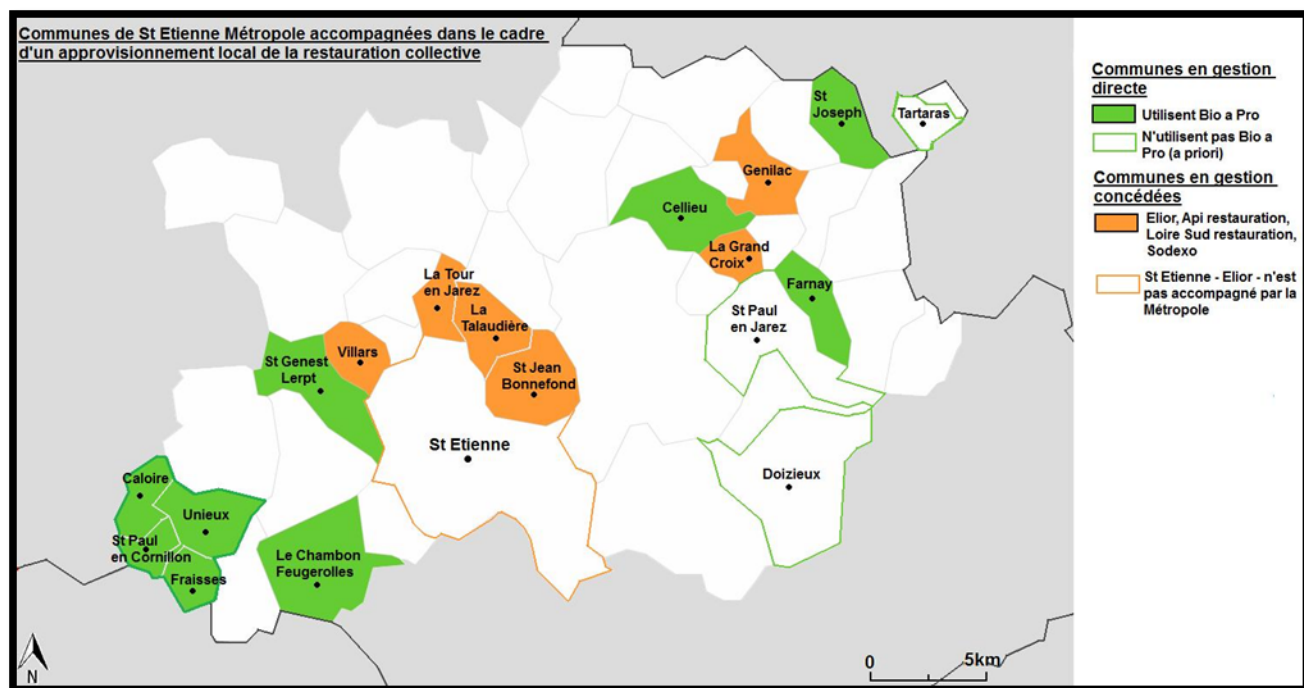 Communes de St Etienne Métropole accompagnées dans le cadre
d'un approvisionnement local de la restauration collective
Communes en gestion
directe
Utilisent Bio a Pro
N'utilisent pas Bio a
Pro (a priori)
Communes en gestion
concédées
Elior, Api restauration,
Loire Sud restauration,
Sodexo
St Etienne - Elior - n'est
pas accompagné par la
Métropole
St
Joseph
Tartaras
Genilac
Cellieu
La Grand
Croix
Farnay
St Paul
en Jarez
La Tour
en Jarez
La
Talaudière
Villars
St Genest
Lerpt
St Jean
Bonnefond
St Etienne
Doizieux
Caloire
Unieux
St Paul
en Cornillon
Fraisses
Le Chambon
Feugerolles
N
0 5km